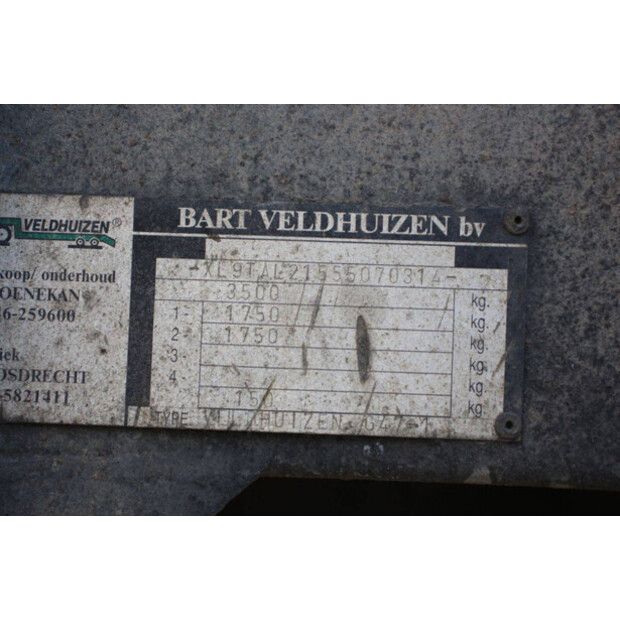 VELDHUIZEN®
koop/ onderhoud
OENEKAN
6-259600
iek
OSDRECHT
-5821411
BART VELDHUIZEN bv
-XL9TAL21555070314-
3500 kg.
1- 1750 kg.
2- 1750 kg.
3- kg.
4- kg.
150 kg.
TYPE VELDHUIZEN